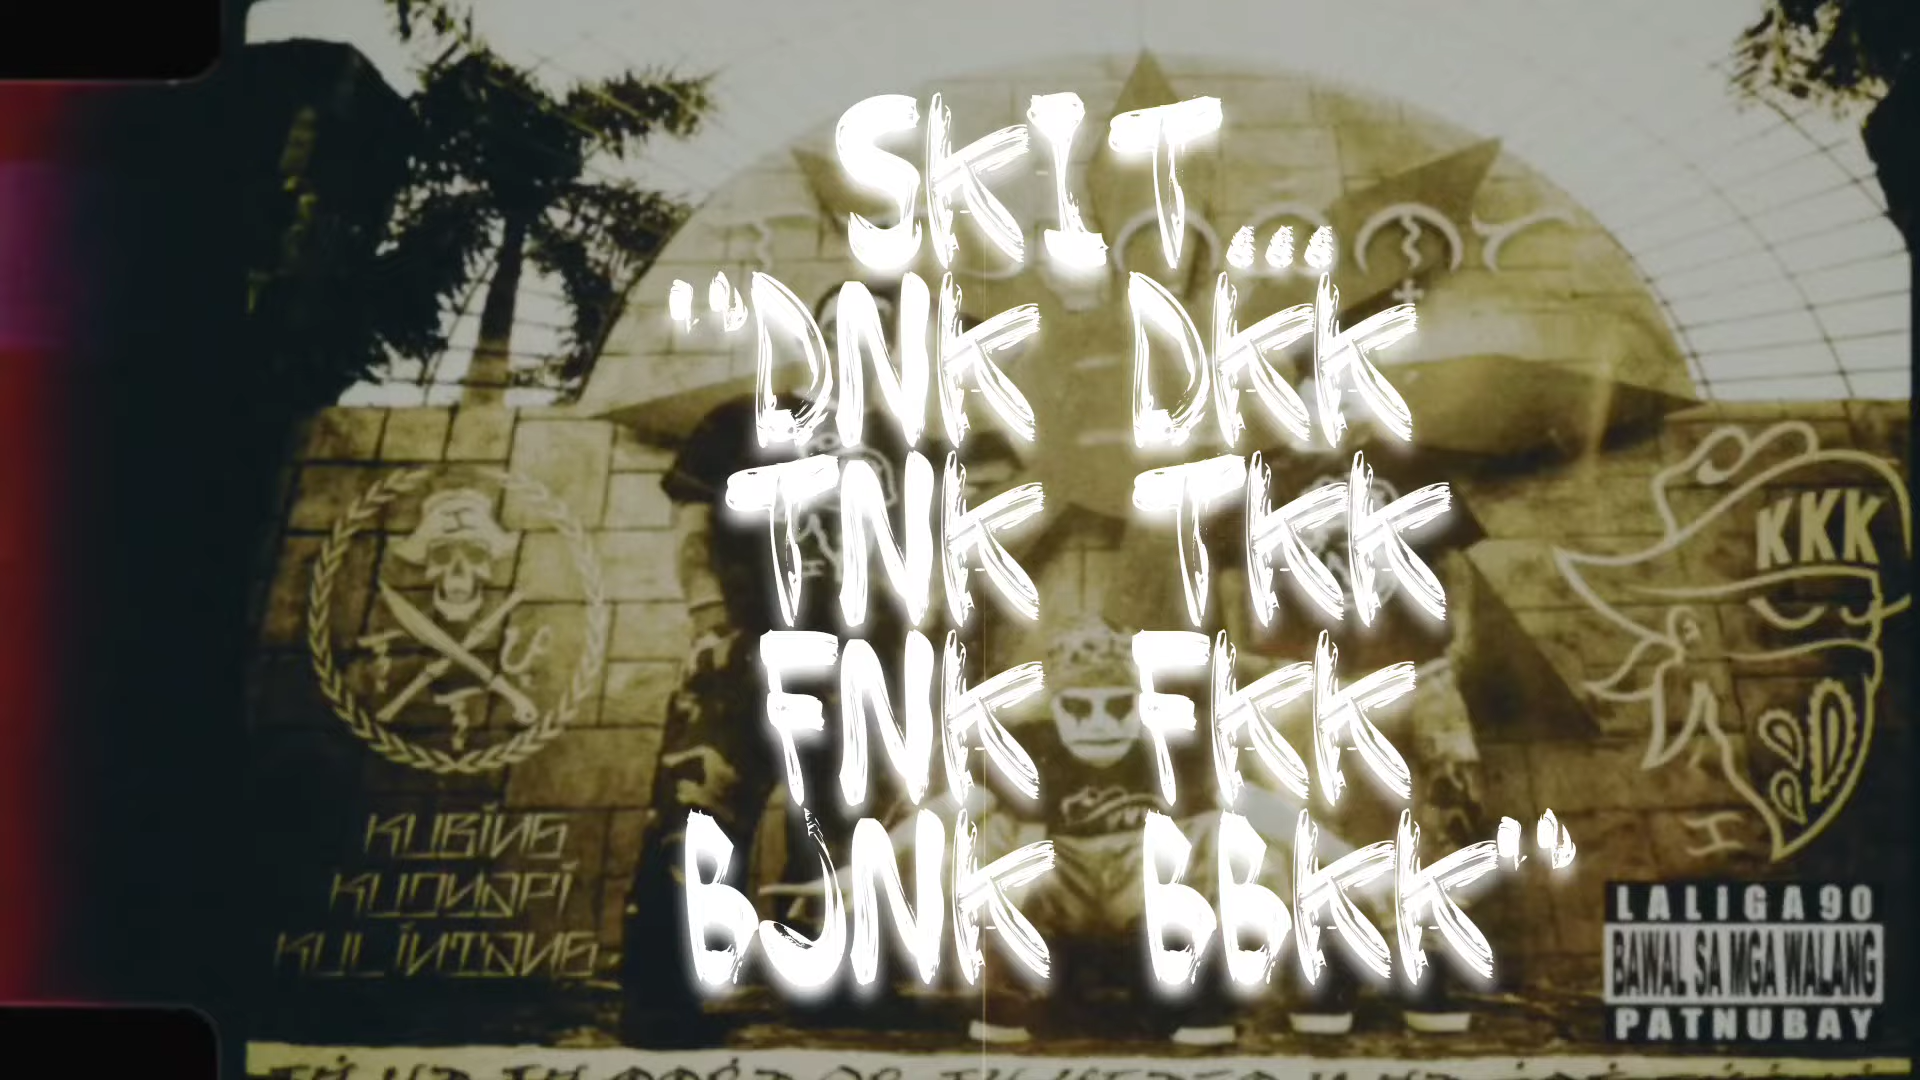 SKIT...
"DNK DKK
TNK TKK
FNK FKK
BJNK BBKK"
KKK
KUBING
KUDYAPI
KULINTANG
LALIGA90
BAWAL SA MGA WALANG
PATNUBAY